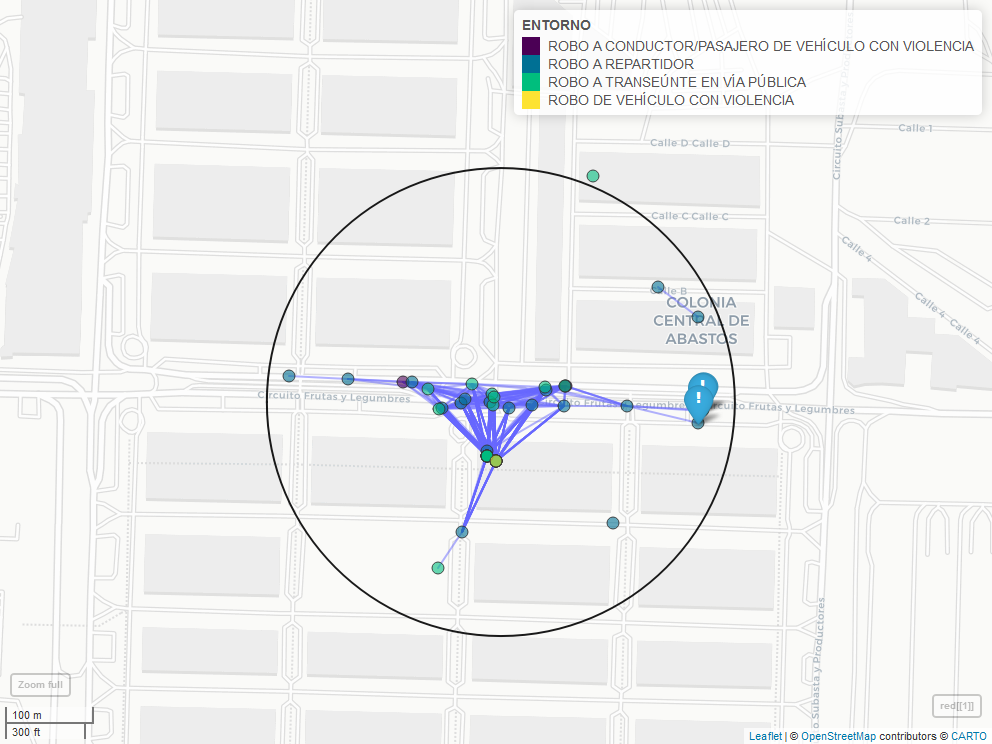 ENTORNO
ROBO A CONDUCTOR/PASAJERO DE VEHÍCULO CON VIOLENCIA
ROBO A REPARTIDOR
ROBO A TRANSEÚNTE EN VÍA PÚBLICA
ROBO DE VEHÍCULO CON VIOLENCIA
Circuito Subasta y Productores
Calle 1
Calle D Calle D
Calle C Calle C
Calle 2
Calle 4
Calle B
COLONIA
CENTRAL DE
ABASTOS
Calle 4 Calle 4
Circuito Frutas y Legumbres
Circuito Frutas y Legumbres
Circuito Frutas y Legumbres
Circuito Subasta y Productores
Zoom full
red[[1]]
100 m
300 ft
Leaflet | © OpenStreetMap contributors © CARTO